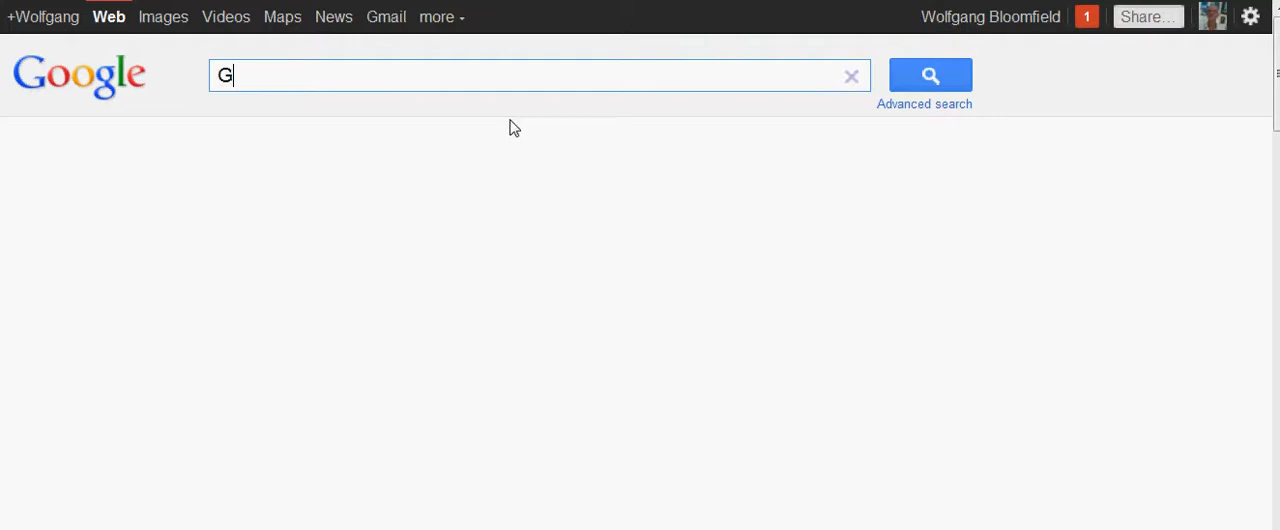 +Wolfgang Web Images Videos Maps News Gmail more Wolfgang Bloomfield 1 Share...
Google G
Advanced search